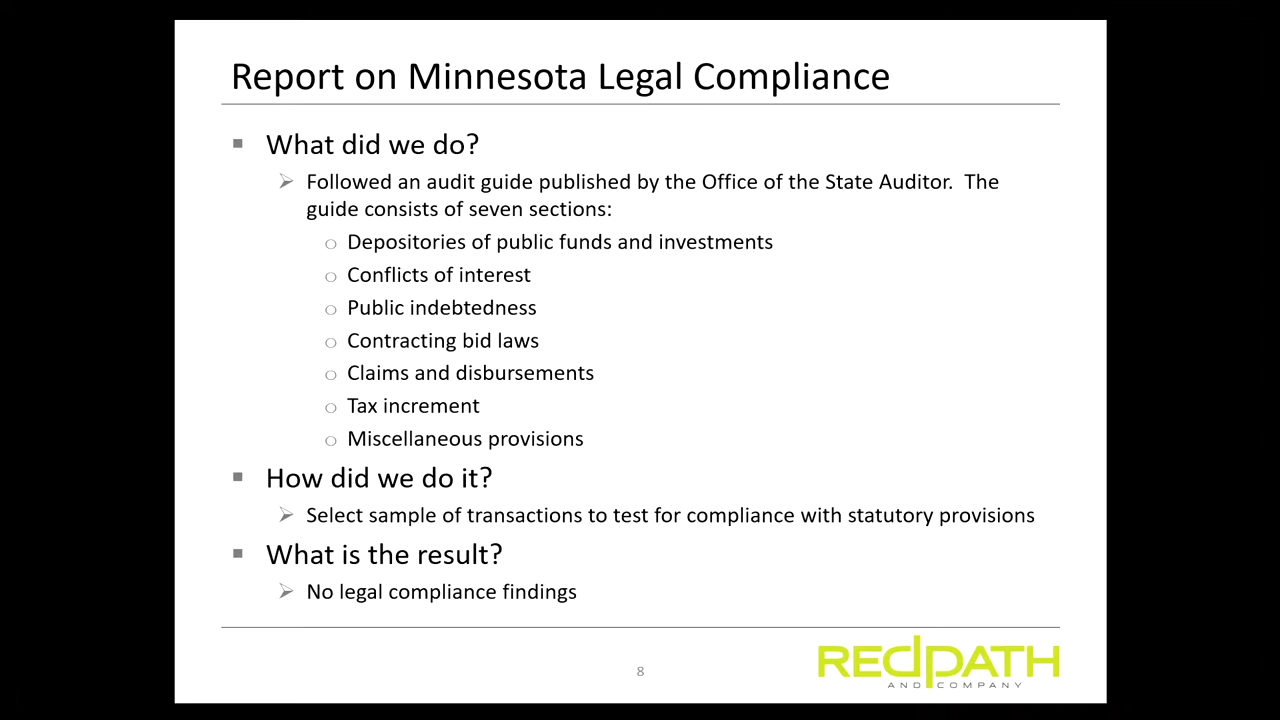 Report on Minnesota Legal Compliance
What did we do?
Followed an audit guide published by the Office of the State Auditor.  The
guide consists of seven sections:
Depositories of public funds and investments
Conflicts of interest
Public indebtedness
Contracting bid laws
Claims and disbursements
Tax increment
Miscellaneous provisions
How did we do it?
Select sample of transactions to test for compliance with statutory provisions
What is the result?
No legal compliance findings
8
REDPATH
AND COMPANY